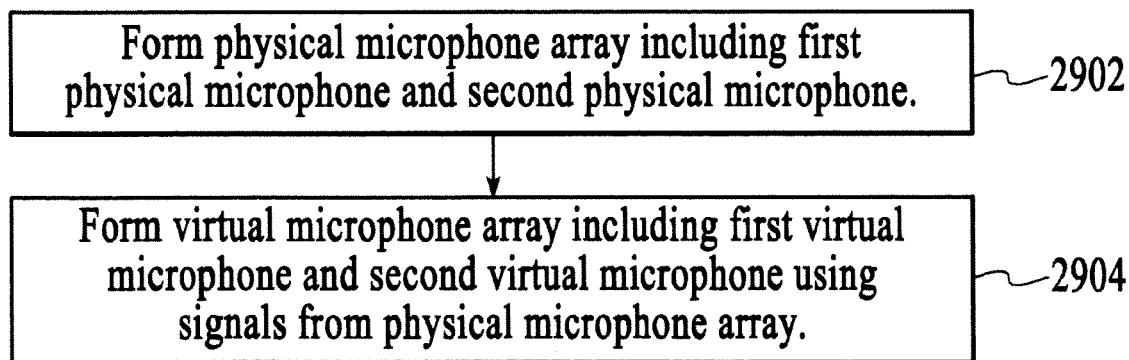 Form physical microphone array including first
physical microphone and second physical microphone.
2902
Form virtual microphone array including first virtual
microphone and second virtual microphone using
signals from physical microphone array.
2904